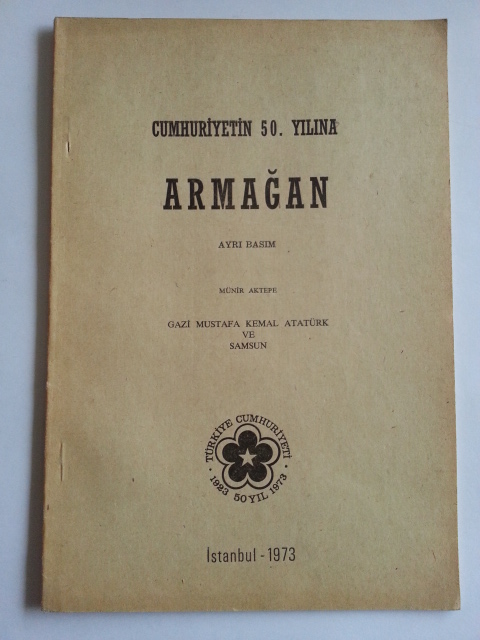 CUMHURİYETİN 50. YILINA
ARMAĞAN
AYRI BASIM
MÜNİR AKTEPE
GAZİ MUSTAFA KEMAL ATATÜRK
VE
SAMSUN
TÜRKİYE CUMHURİYETİ
1923 50 YIL 1973
İstanbul - 1973